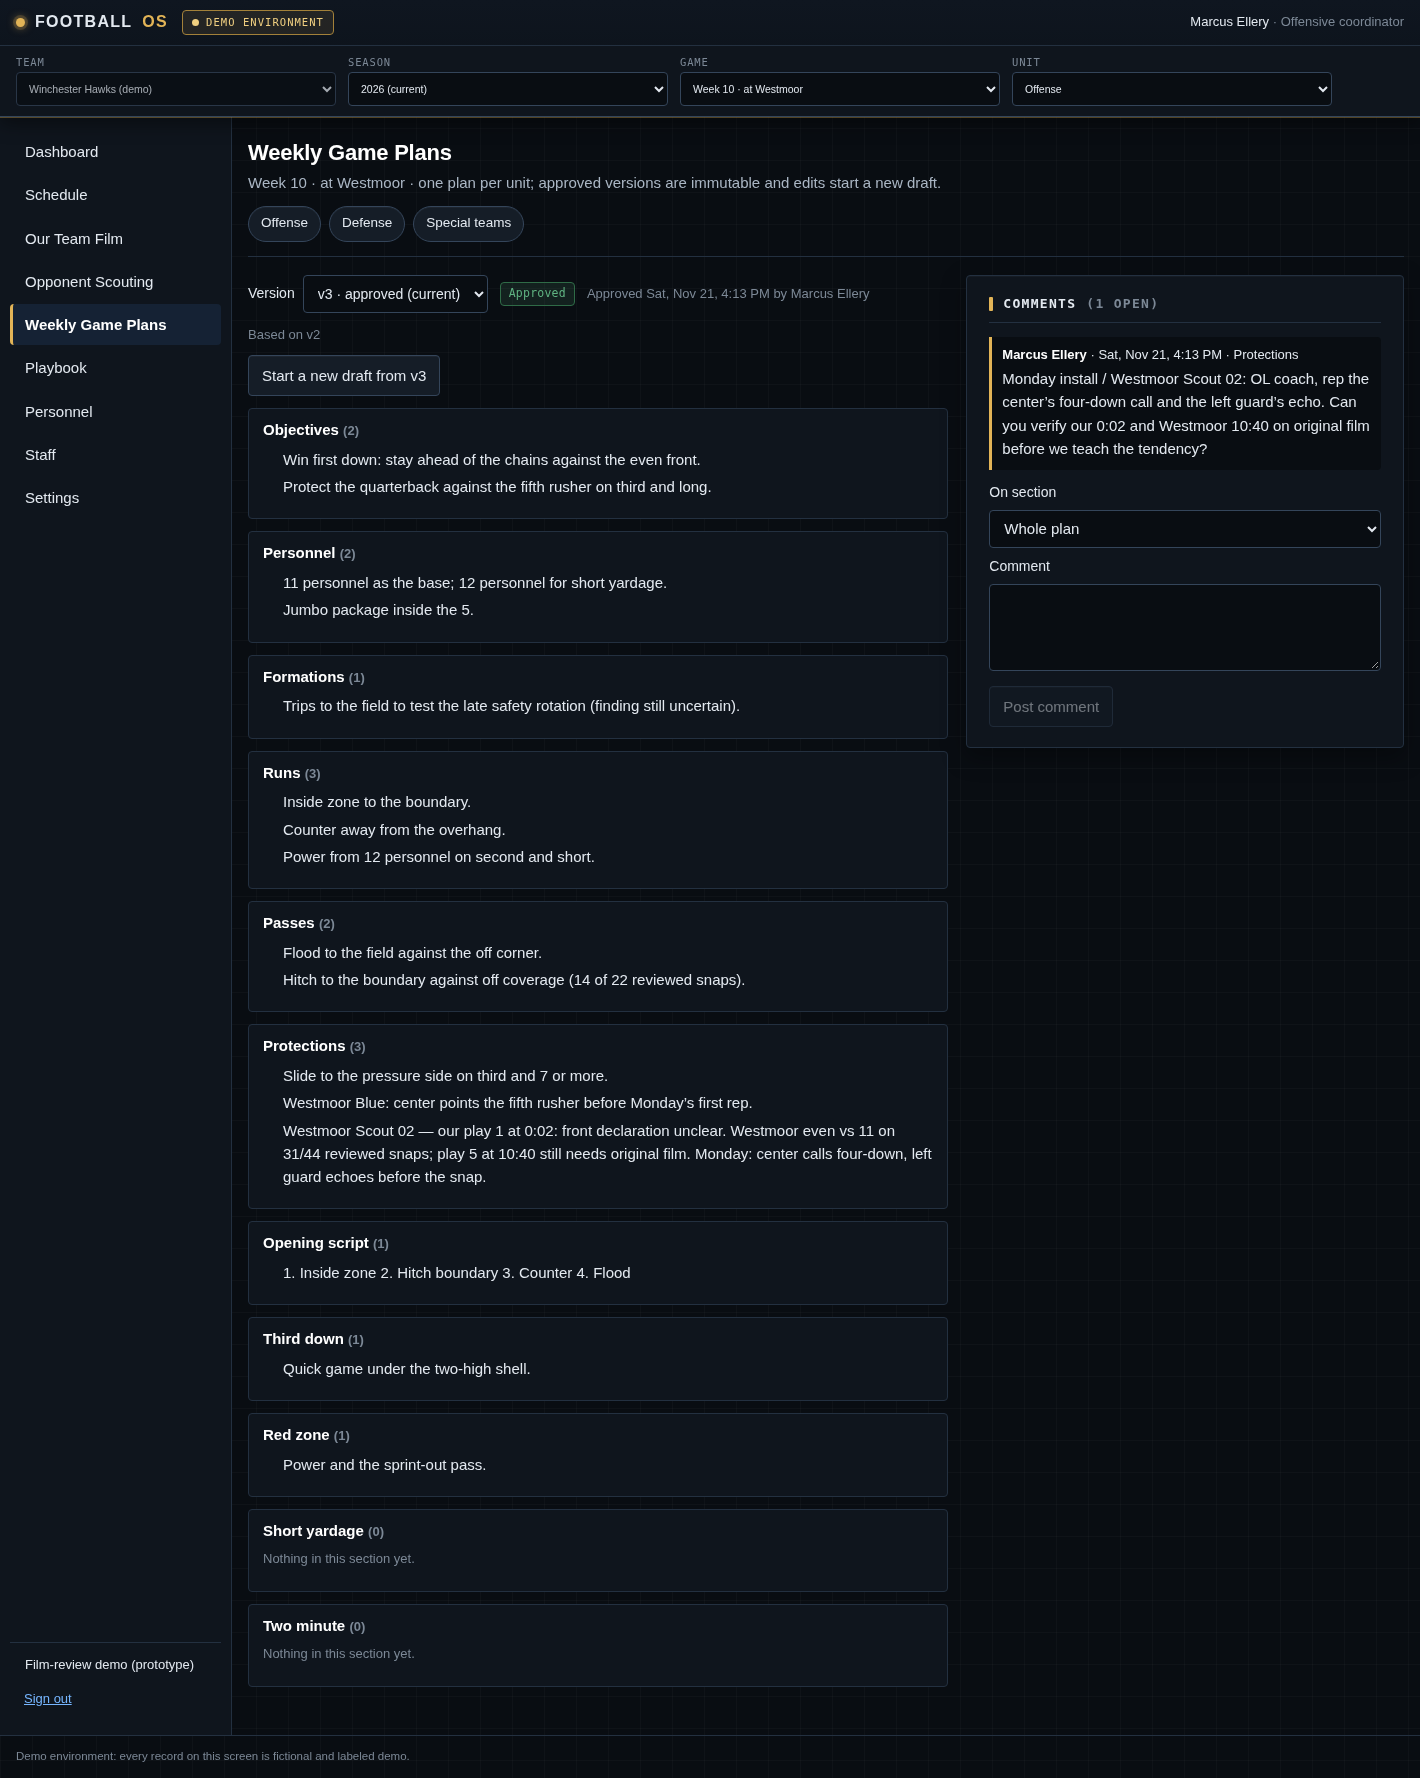 FOOTBALL OS
DEMO ENVIRONMENT
Marcus Ellery · Offensive coordinator
TEAM
Winchester Hawks (demo)
SEASON
2026 (current)
GAME
Week 10 · at Westmoor
UNIT
Offense
Dashboard
Schedule
Our Team Film
Opponent Scouting
Weekly Game Plans
Playbook
Personnel
Staff
Settings
Film-review demo (prototype)
Sign out
Weekly Game Plans
Week 10 · at Westmoor · one plan per unit; approved versions are immutable and edits start a new draft.
Offense
Defense
Special teams
Version
v3 · approved (current)
Approved
Approved Sat, Nov 21, 4:13 PM by Marcus Ellery
Based on v2
Start a new draft from v3
Objectives (2)
Win first down: stay ahead of the chains against the even front.
Protect the quarterback against the fifth rusher on third and long.
Personnel (2)
11 personnel as the base; 12 personnel for short yardage.
Jumbo package inside the 5.
Formations (1)
Trips to the field to test the late safety rotation (finding still uncertain).
Runs (3)
Inside zone to the boundary.
Counter away from the overhang.
Power from 12 personnel on second and short.
Passes (2)
Flood to the field against the off corner.
Hitch to the boundary against off coverage (14 of 22 reviewed snaps).
Protections (3)
Slide to the pressure side on third and 7 or more.
Westmoor Blue: center points the fifth rusher before Monday’s first rep.
Westmoor Scout 02 — our play 1 at 0:02: front declaration unclear. Westmoor even vs 11 on
31/44 reviewed snaps; play 5 at 10:40 still needs original film. Monday: center calls four-down, left
guard echoes before the snap.
Opening script (1)
1. Inside zone 2. Hitch boundary 3. Counter 4. Flood
Third down (1)
Quick game under the two-high shell.
Red zone (1)
Power and the sprint-out pass.
Short yardage (0)
Nothing in this section yet.
Two minute (0)
Nothing in this section yet.
COMMENTS (1 OPEN)
Marcus Ellery · Sat, Nov 21, 4:13 PM · Protections
Monday install / Westmoor Scout 02: OL coach, rep the
center’s four-down call and the left guard’s echo. Can
you verify our 0:02 and Westmoor 10:40 on original film
before we teach the tendency?
On section
Whole plan
Comment
Post comment
Demo environment: every record on this screen is fictional and labeled demo.